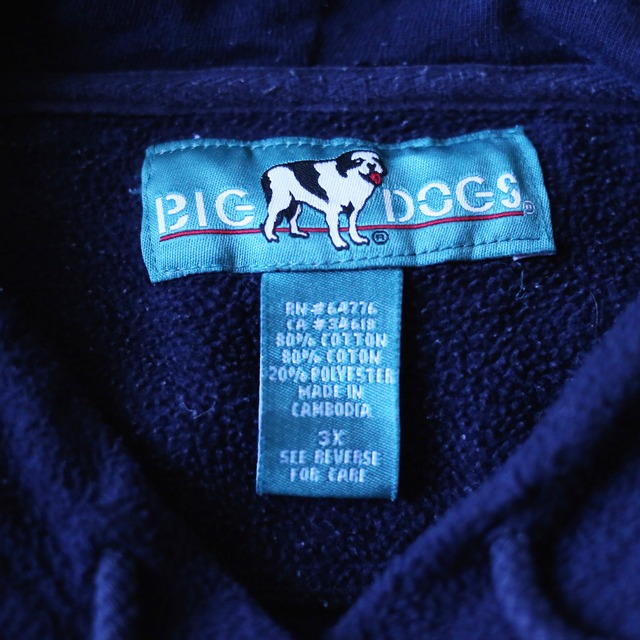 BIG DOGS®
®
RN #64776
CA #34618
80% COTTON
80% COTON
20% POLYESTER
MADE IN
CAMBODIA
3X
SEE REVERSE
FOR CARE